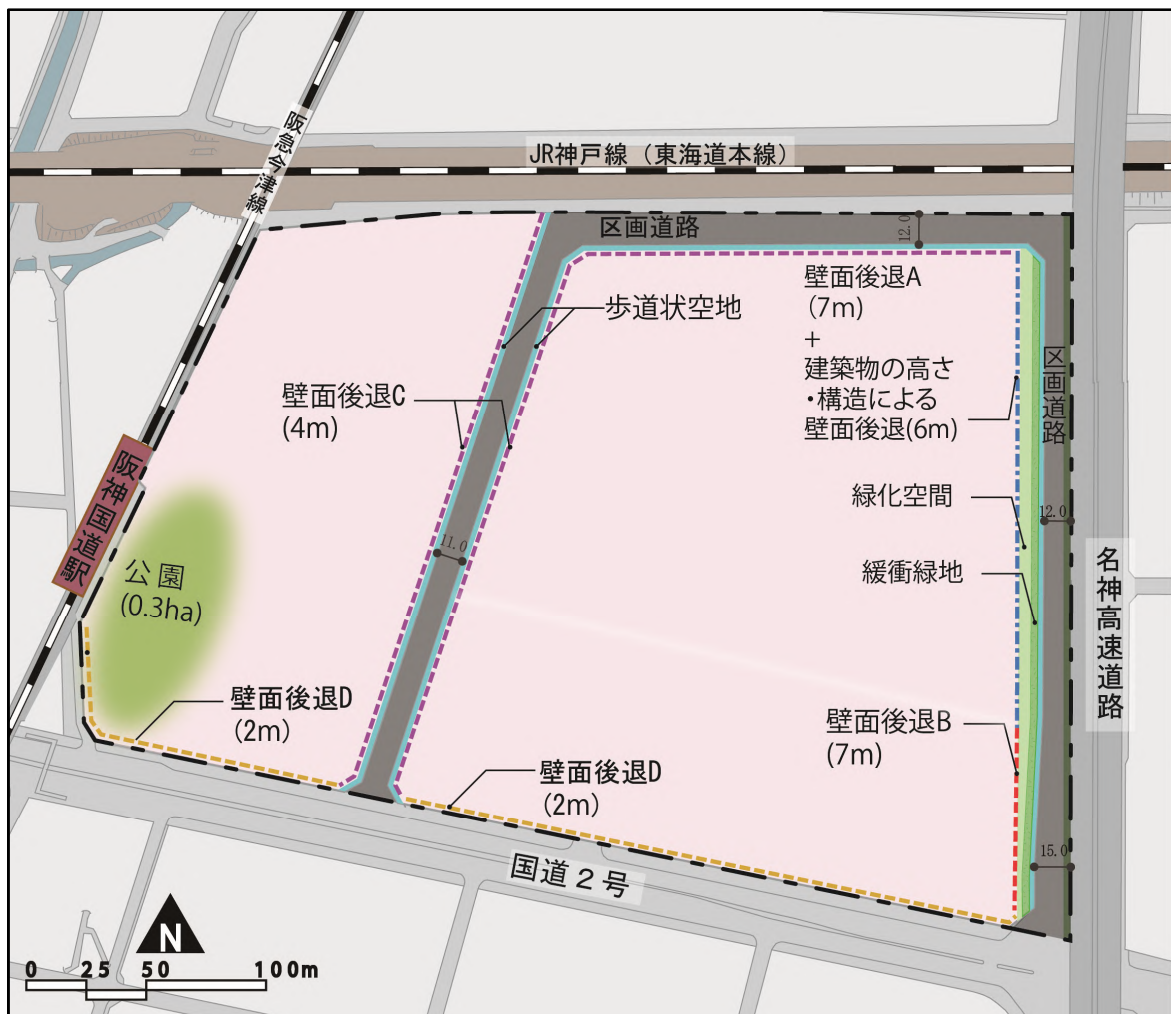 阪急今津線
JR神戸線（東海道本線）
区画道路
12.0
壁面後退A
(7m)
+
建築物の高さ
・構造による
壁面後退(6m)
区画道路
歩道状空地
壁面後退C
(4m)
緑化空間
12.0
緩衝緑地
名神高速道路
11.0
阪神国道駅
公園
(0.3ha)
壁面後退D
(2m)
壁面後退B
(7m)
壁面後退D
(2m)
15.0
国道２号
N
0 25 50 100m